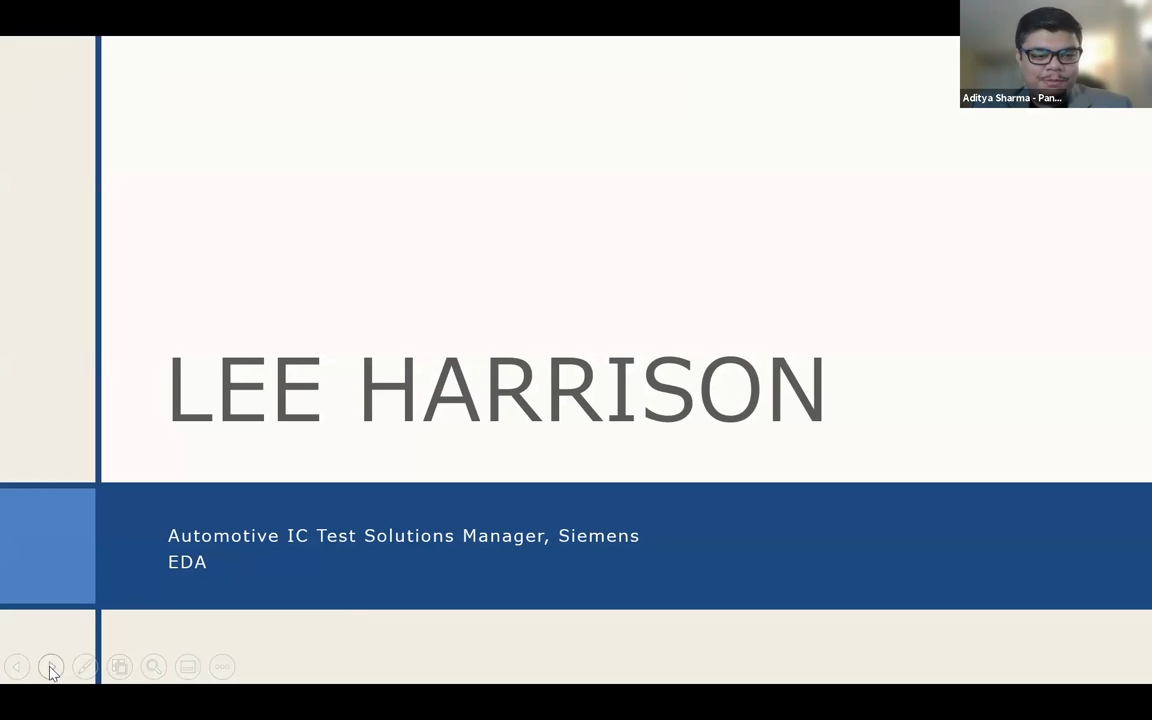 Aditya Sharma - Pan...
LEE HARRISON
Automotive IC Test Solutions Manager, Siemens
EDA